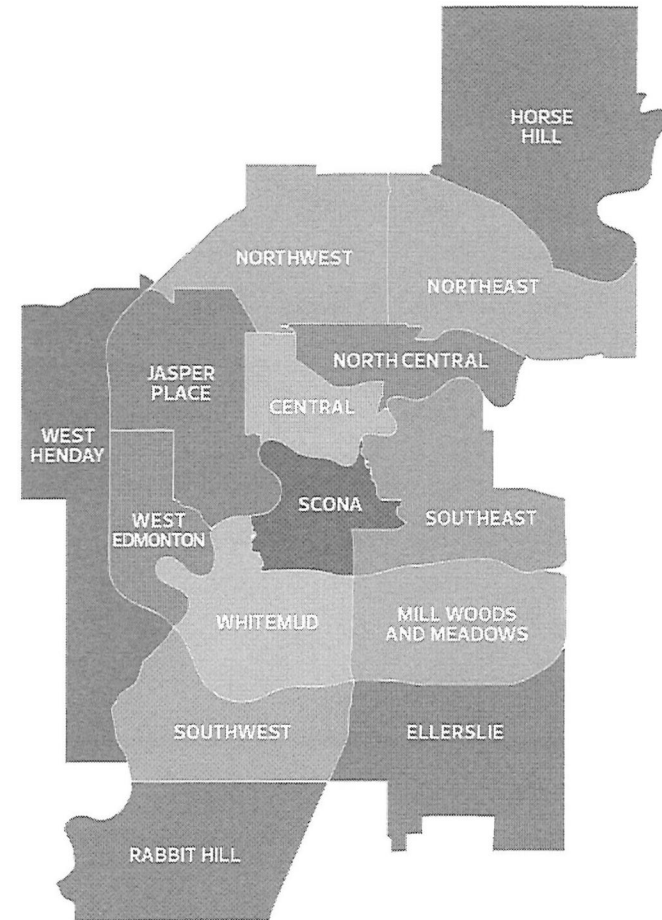 HORSE
HILL
NORTHWEST
NORTHEAST
NORTH CENTRAL
JASPER
PLACE
CENTRAL
WEST
HENDAY
SCONA
WEST
EDMONTON
SOUTHEAST
WHITEMUD
MILL WOODS
AND MEADOWS
SOUTHWEST
ELLERSLIE
RABBIT HILL